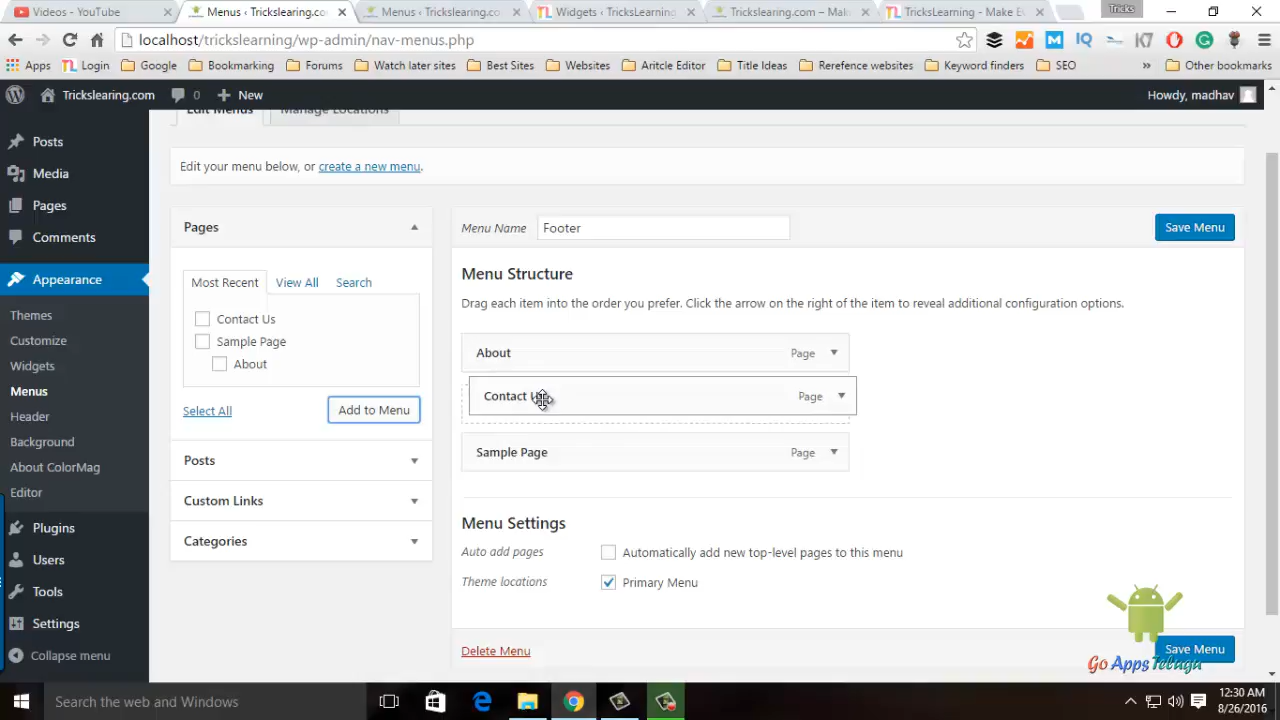 Videos - YouTube
Menus ‹ Trickslearing.co
Menus ‹ Trickslearing.co
Widgets ‹ TricksLearning
Trickslearing.com – Ma
TricksLearning - Make B
Tricks
localhost/trickslearning/wp-admin/nav-menus.php
Apps
Login
Google
Bookmarking
Forums
Watch later sites
Best Sites
Websites
Aritcle Editor
Title Ideas
Rerefence websites
Keyword finders
SEO
»
Other bookmarks
Trickslearing.com
0
+ New
Howdy, madhav
Posts
Media
Pages
Comments
Appearance
Themes
Customize
Widgets
Menus
Header
Background
About ColorMag
Editor
Plugins
Users
Tools
Settings
Collapse menu
Edit Menus
Manage Locations
Edit your menu below, or create a new menu.
Pages
Most Recent
View All
Search
Contact Us
Sample Page
About
Select All
Add to Menu
Posts
Custom Links
Categories
Menu Name
Footer
Save Menu
Menu Structure
Drag each item into the order you prefer. Click the arrow on the right of the item to reveal additional configuration options.
About
Page
Contact Us
Page
Sample Page
Page
Menu Settings
Auto add pages
Automatically add new top-level pages to this menu
Theme locations
Primary Menu
Delete Menu
Save Menu
Go Apps Telugu
Search the web and Windows
12:30 AM
8/26/2016